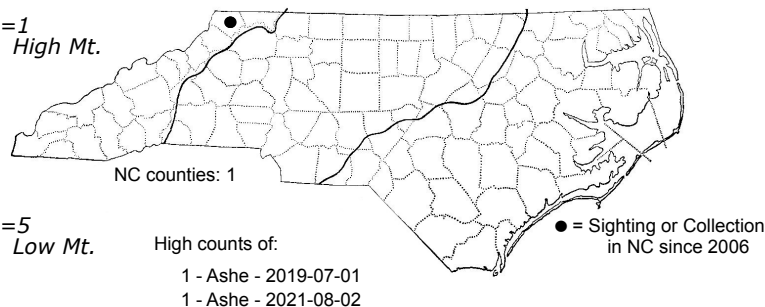 =1
High Mt.
NC counties: 1
=5
Low Mt.
High counts of:
1 - Ashe - 2019-07-01
1 - Ashe - 2021-08-02
● = Sighting or Collection
in NC since 2006